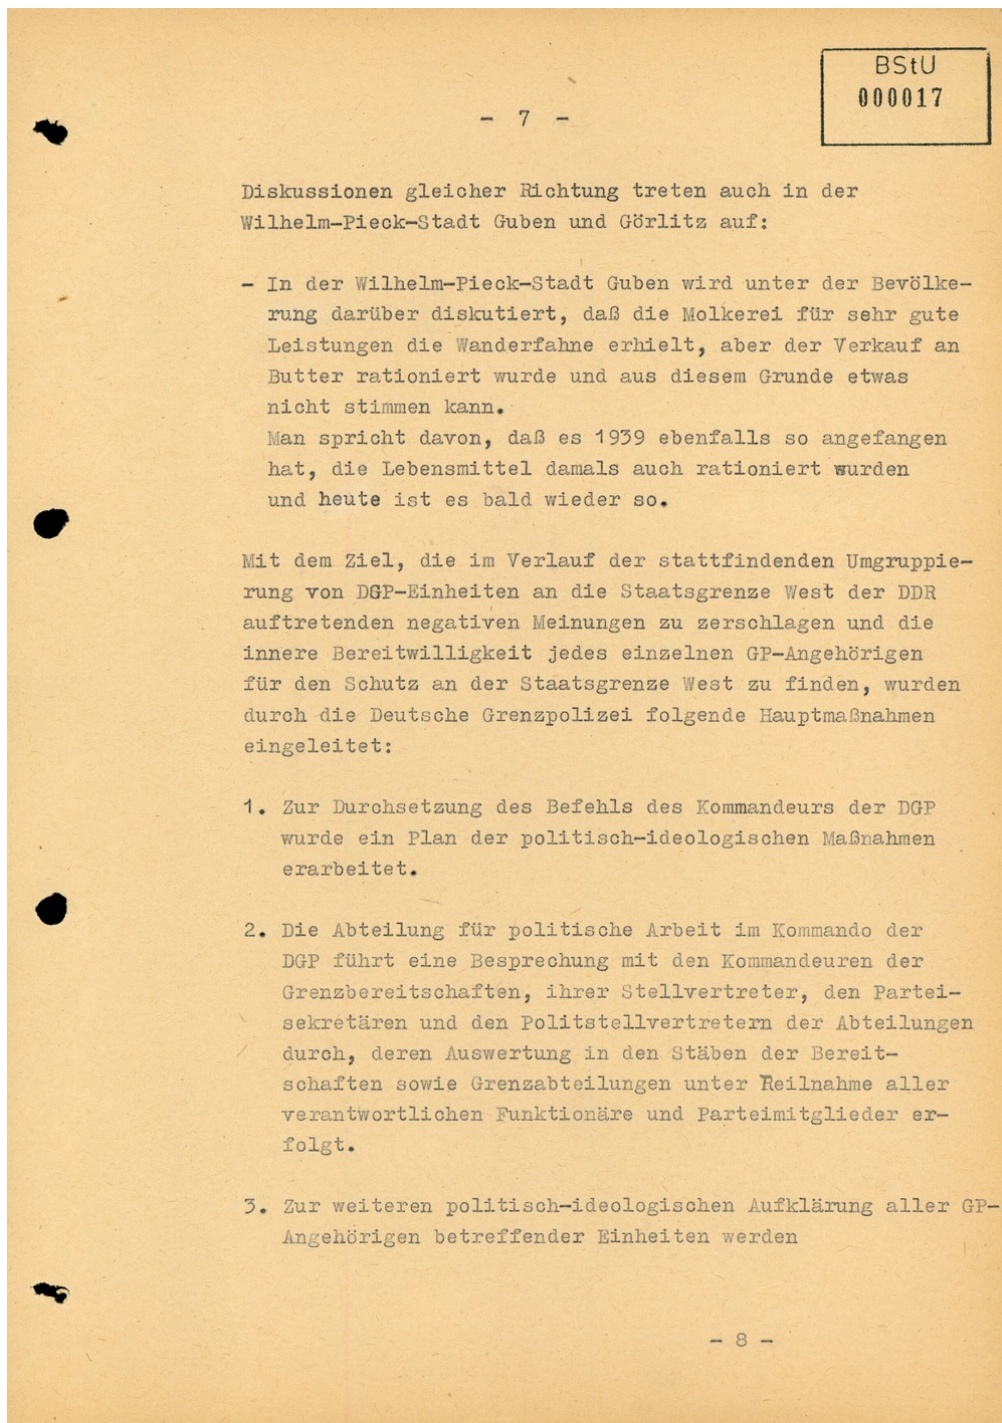 BStU
000017
- 7 -
Diskussionen gleicher Richtung treten auch in der
Wilhelm-Pieck-Stadt Guben und Görlitz auf:
- In der Wilhelm-Pieck-Stadt Guben wird unter der Bevölke-
rung darüber diskutiert, daß die Molkerei für sehr gute
Leistungen die Wanderfahne erhielt, aber der Verkauf an
Butter rationiert wurde und aus diesem Grunde etwas
nicht stimmen kann.
Man spricht davon, daß es 1939 ebenfalls so angefangen
hat, die Lebensmittel damals auch rationiert wurden
und heute ist es bald wieder so.
Mit dem Ziel, die im Verlauf der stattfindenden Umgruppie-
rung von DGP-Einheiten an die Staatsgrenze West der DDR
auftretenden negativen Meinungen zu zerschlagen und die
innere Bereitwilligkeit jedes einzelnen GP-Angehörigen
für den Schutz an der Staatsgrenze West zu finden, wurden
durch die Deutsche Grenzpolizei folgende Hauptmaßnahmen
eingeleitet:
1. Zur Durchsetzung des Befehls des Kommandeurs der DGP
wurde ein Plan der politisch-ideologischen Maßnahmen
erarbeitet.
2. Die Abteilung für politische Arbeit im Kommando der
DGP führt eine Besprechung mit den Kommandeuren der
Grenzbereitschaften, ihrer Stellvertreter, den Partei-
sekretären und den Politstellvertretern der Abteilungen
durch, deren Auswertung in den Stäben der Bereit-
schaften sowie Grenzabteilungen unter Reilnahme aller
verantwortlichen Funktionäre und Parteimitglieder er-
folgt.
3. Zur weiteren politisch-ideologischen Aufklärung aller GP-
Angehörigen betreffender Einheiten werden
- 8 -